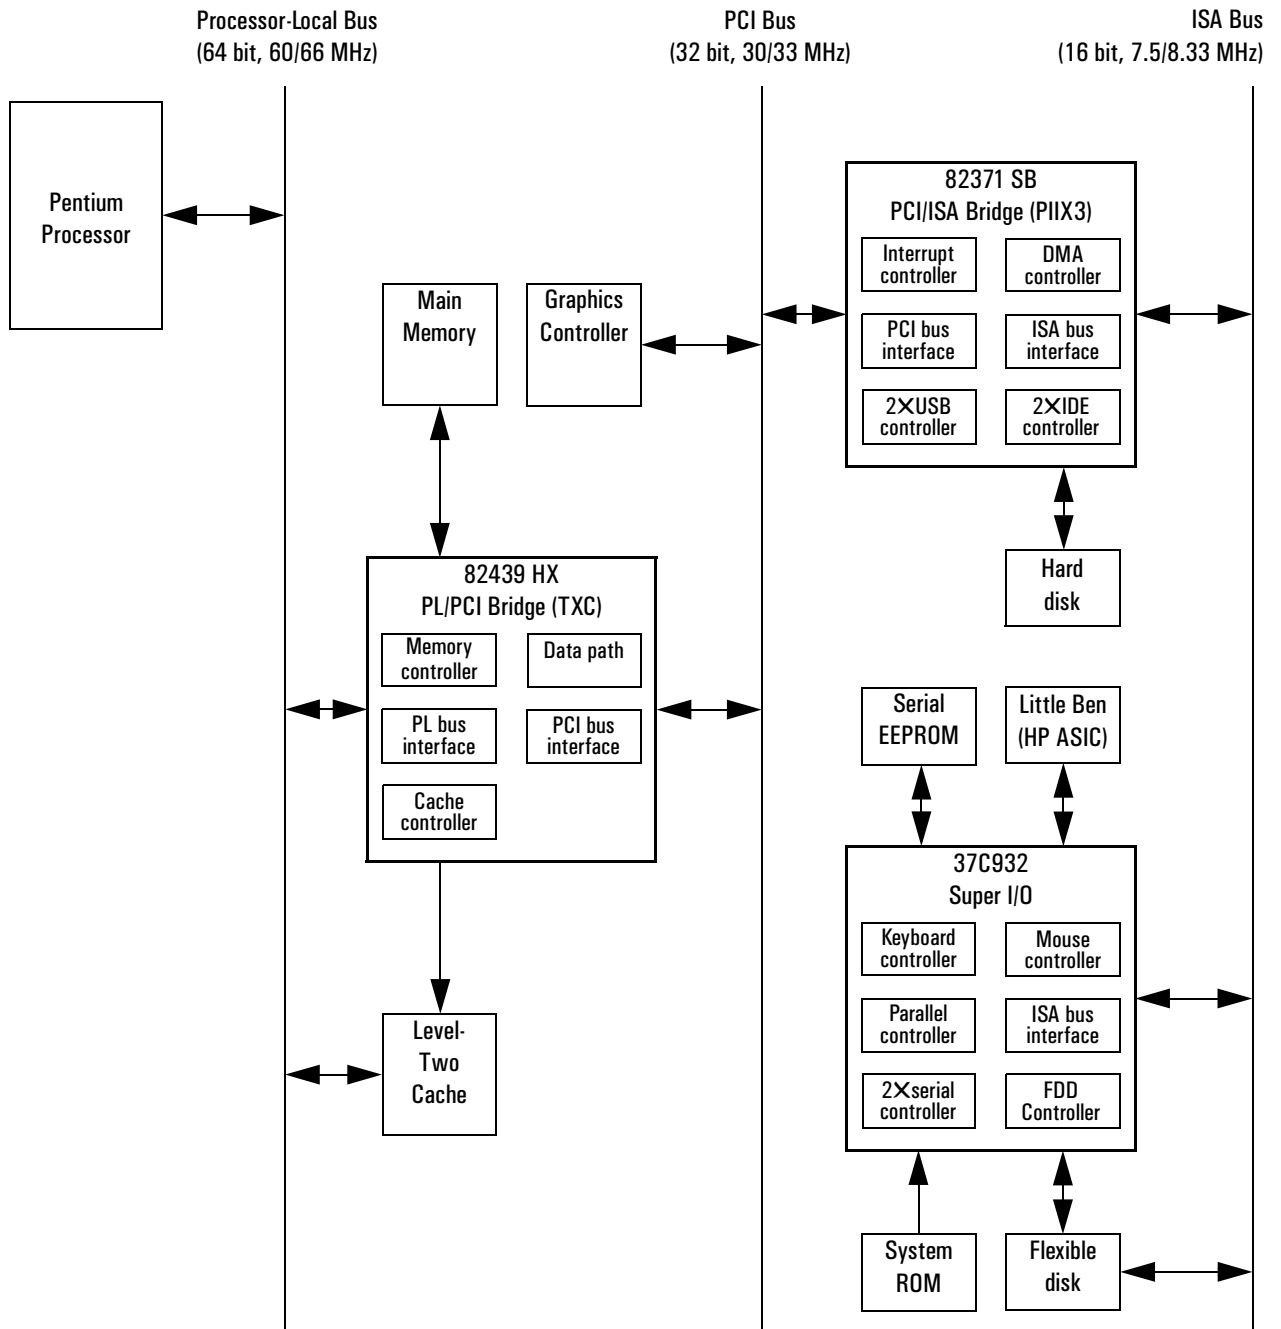 Processor-Local Bus
(64 bit, 60/66 MHz)
PCI Bus
(32 bit, 30/33 MHz)
ISA Bus
(16 bit, 7.5/8.33 MHz)
Pentium
Processor
Main
Memory
Graphics
Controller
82371 SB
PCI/ISA Bridge (PIIX3)
Interrupt
controller
DMA
controller
PCI bus
interface
ISA bus
interface
2✕USB
controller
2✕IDE
controller
Hard
disk
82439 HX
PL/PCI Bridge (TXC)
Memory
controller
Data path
PL bus
interface
PCI bus
interface
Cache
controller
Level-
Two
Cache
Serial
EEPROM
Little Ben
(HP ASIC)
37C932
Super I/O
Keyboard
controller
Mouse
controller
Parallel
controller
ISA bus
interface
2✕serial
controller
FDD
Controller
System
ROM
Flexible
disk